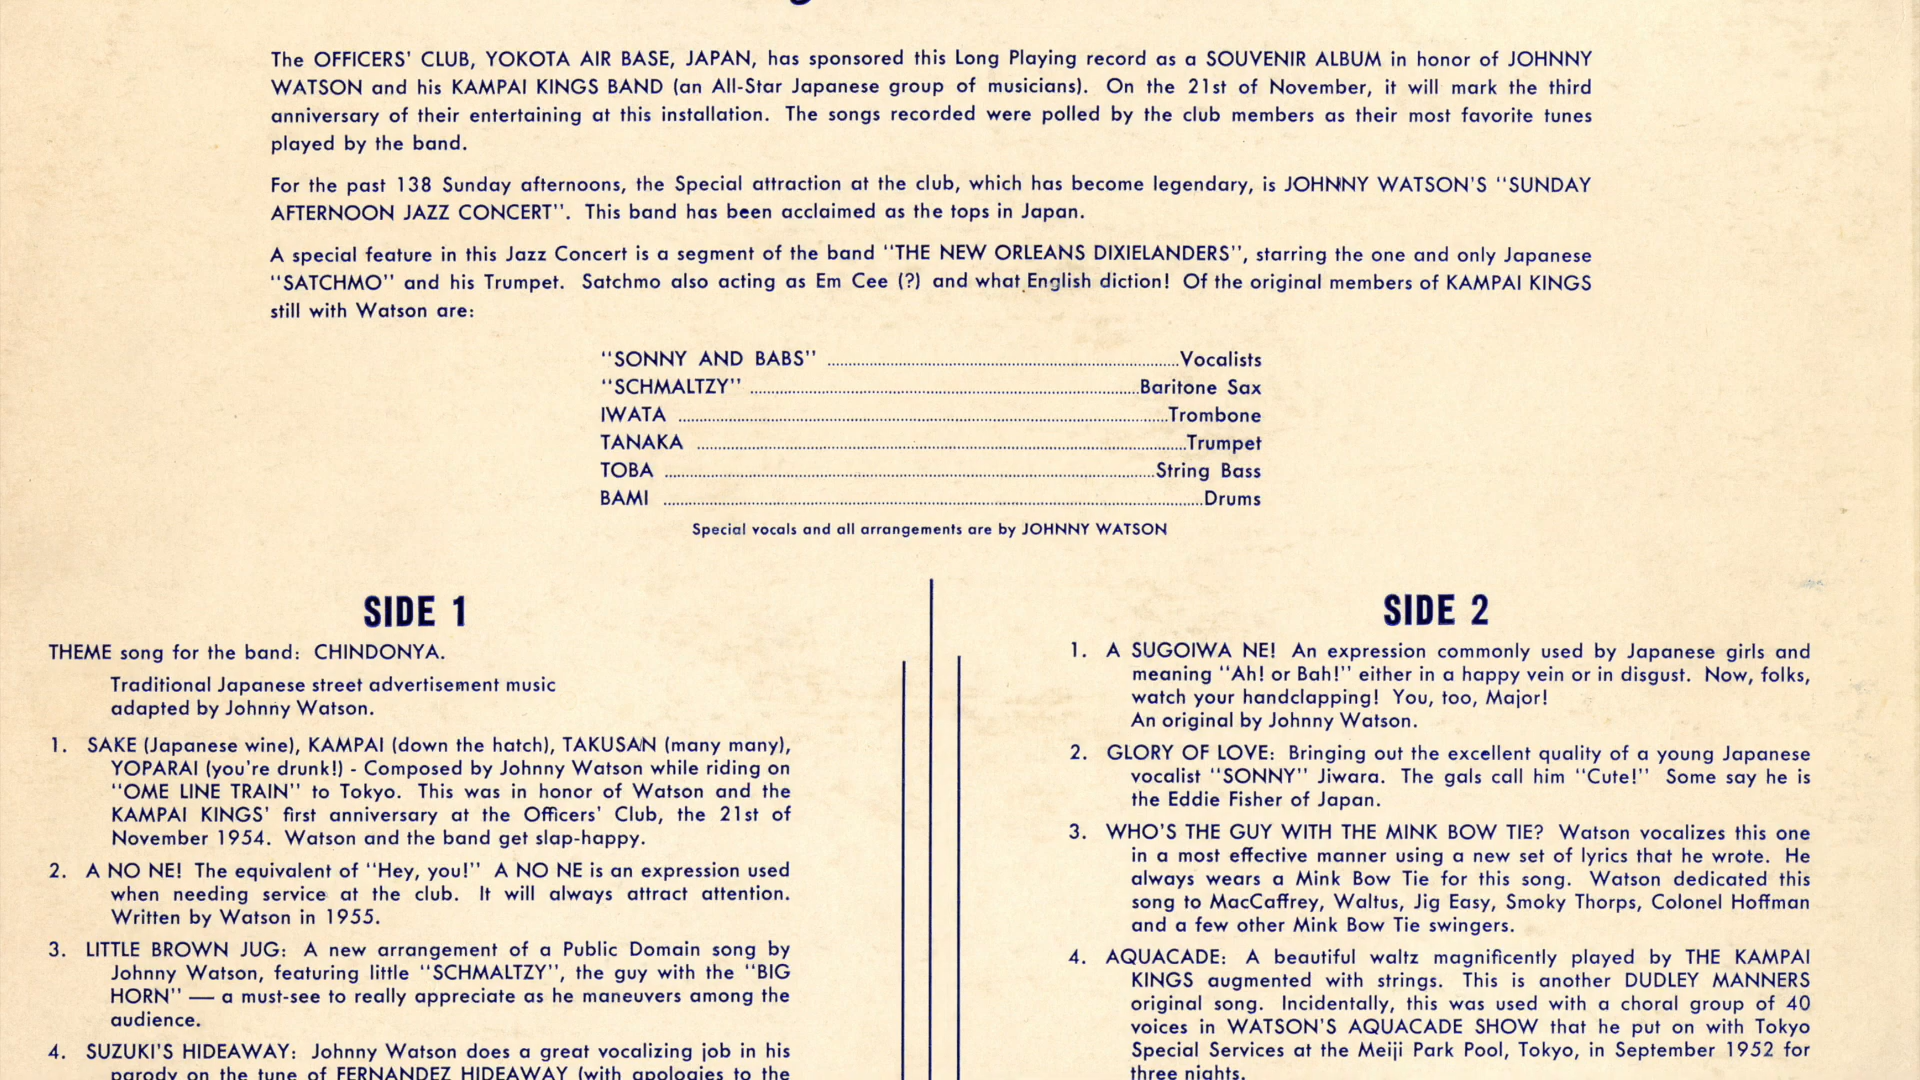 The OFFICERS' CLUB, YOKOTA AIR BASE, JAPAN, has sponsored this Long Playing record as a SOUVENIR ALBUM in honor of JOHNNY
WATSON and his KAMPAI KINGS BAND (an All-Star Japanese group of musicians). On the 21st of November, it will mark the third
anniversary of their entertaining at this installation. The songs recorded were polled by the club members as their most favorite tunes
played by the band.
For the past 138 Sunday afternoons, the Special attraction at the club, which has become legendary, is JOHNNY WATSON'S "SUNDAY
AFTERNOON JAZZ CONCERT". This band has been acclaimed as the tops in Japan.
A special feature in this Jazz Concert is a segment of the band "THE NEW ORLEANS DIXIELANDERS", starring the one and only Japanese
"SATCHMO" and his Trumpet. Satchmo also acting as Em Cee (?) and what English diction! Of the original members of KAMPAI KINGS
still with Watson are:
"SONNY AND BABS" ........ Vocalists
"SCHMALTZY" ........ Baritone Sax
IWATA ........ Trombone
TANAKA ........ Trumpet
TOBA ........ String Bass
BAMI ........ Drums
Special vocals and all arrangements are by JOHNNY WATSON
SIDE 1
THEME song for the band: CHINDONYA.
Traditional Japanese street advertisement music
adapted by Johnny Watson.
1. SAKE (Japanese wine), KAMPAI (down the hatch), TAKUSAN (many many),
YOPARAI (you're drunk!) - Composed by Johnny Watson while riding on
"OME LINE TRAIN" to Tokyo. This was in honor of Watson and the
KAMPAI KINGS' first anniversary at the Officers' Club, the 21st of
November 1954. Watson and the band get slap-happy.
2. A NO NE! The equivalent of "Hey, you!" A NO NE is an expression used
when needing service at the club. It will always attract attention.
Written by Watson in 1955.
3. LITTLE BROWN JUG: A new arrangement of a Public Domain song by
Johnny Watson, featuring little "SCHMALTZY", the guy with the "BIG
HORN" — a must-see to really appreciate as he maneuvers among the
audience.
4. SUZUKI'S HIDEAWAY: Johnny Watson does a great vocalizing job in his
parody on the tune of FERNANDEZ HIDEAWAY (with apologies to the
SIDE 2
1. A SUGOIWA NE! An expression commonly used by Japanese girls and
meaning "Ah! or Bah!" either in a happy vein or in disgust. Now, folks,
watch your handclapping! You, too, Major!
An original by Johnny Watson.
2. GLORY OF LOVE: Bringing out the excellent quality of a young Japanese
vocalist "SONNY" Jiwara. The gals call him "Cute!" Some say he is
the Eddie Fisher of Japan.
3. WHO'S THE GUY WITH THE MINK BOW TIE? Watson vocalizes this one
in a most effective manner using a new set of lyrics that he wrote. He
always wears a Mink Bow Tie for this song. Watson dedicated this
song to MacCaffrey, Waltus, Jig Easy, Smoky Thorps, Colonel Hoffman
and a few other Mink Bow Tie swingers.
4. AQUACADE: A beautiful waltz magnificently played by THE KAMPAI
KINGS augmented with strings. This is another DUDLEY MANNERS
original song. Incidentally, this was used with a choral group of 40
voices in WATSON'S AQUACADE SHOW that he put on with Tokyo
Special Services at the Meiji Park Pool, Tokyo, in September 1952 for
three nights.